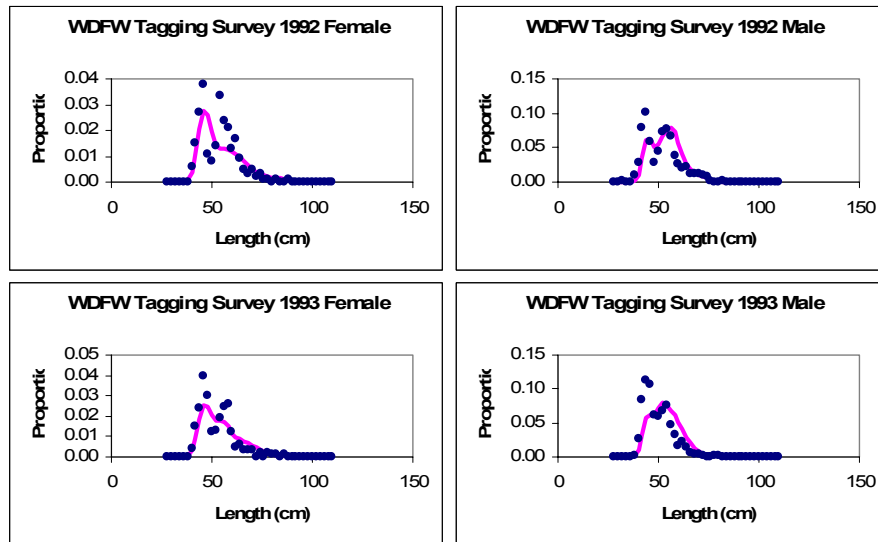 WDFW Tagging Survey 1992 Female
0.04
0.03
0.02
0.01
0.00
Proportic
0 50 100 150
Length (cm)
WDFW Tagging Survey 1992 Male
0.15
0.10
0.05
0.00
Proportic
0 50 100 150
Length (cm)
WDFW Tagging Survey 1993 Female
0.05
0.04
0.03
0.02
0.01
0.00
Proportic
0 50 100 150
Length (cm)
WDFW Tagging Survey 1993 Male
0.15
0.10
0.05
0.00
Proportic
0 50 100 150
Length (cm)